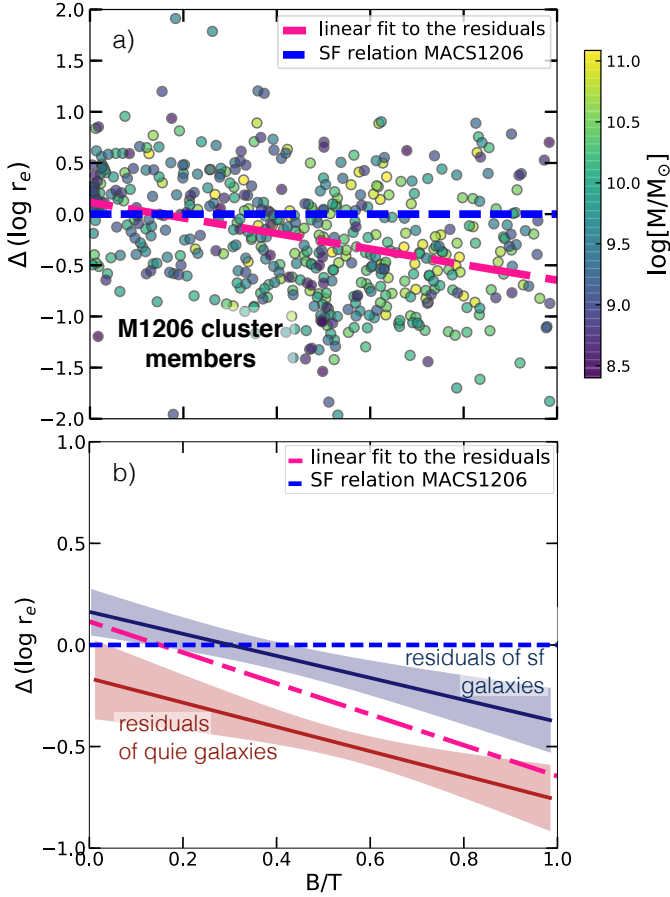 2.0
a)
linear fit to the residuals
SF relation MACS1206
1.5
1.0
0.5
0.0
−0.5
−1.0
−1.5
−2.0
Δ (log r_e)
M1206 cluster
members
11.0
10.5
10.0
9.5
9.0
8.5
log[M/M⊙]
1.0
b)
linear fit to the residuals
SF relation MACS1206
0.5
0.0
−0.5
−1.0
Δ (log r_e)
residuals of sf
galaxies
residuals
of quie galaxies
0.0 0.2 0.4 0.6 0.8 1.0
B/T